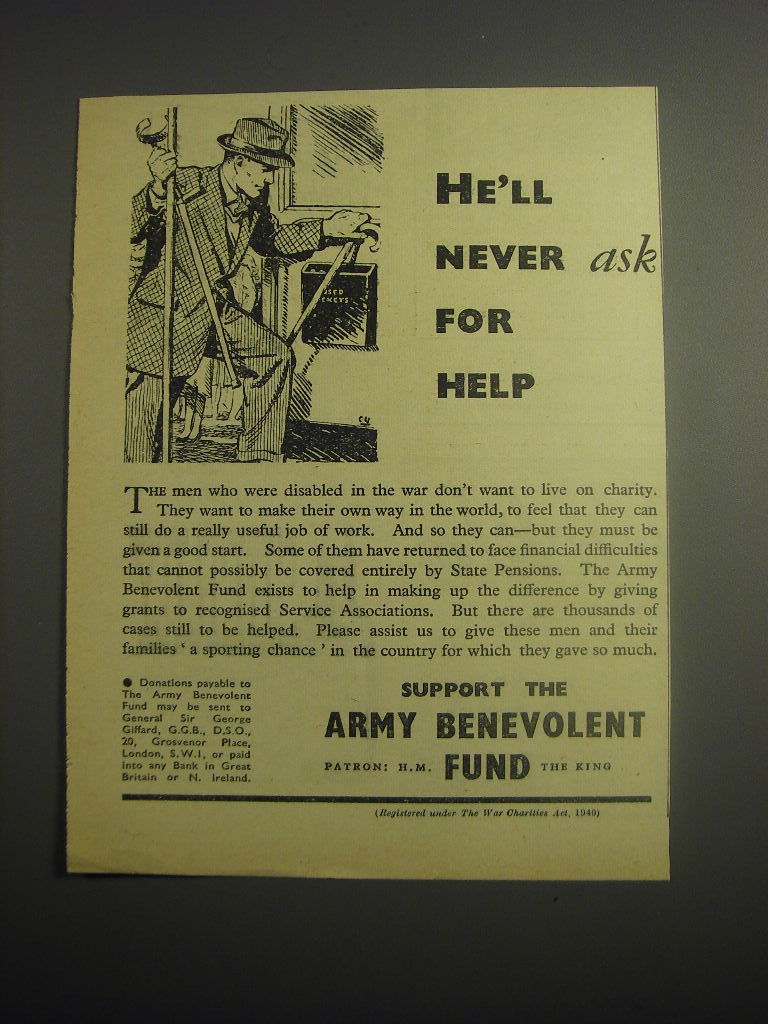 HE'LL
NEVER ask
FOR
HELP
USED
CKETS
THE men who were disabled in the war don't want to live on charity.
They want to make their own way in the world, to feel that they can
still do a really useful job of work. And so they can—but they must be
given a good start. Some of them have returned to face financial difficulties
that cannot possibly be covered entirely by State Pensions. The Army
Benevolent Fund exists to help in making up the difference by giving
grants to recognised Service Associations. But there are thousands of
cases still to be helped. Please assist us to give these men and their
families ‘ a sporting chance ’ in the country for which they gave so much.
● Donations payable to
The Army Benevolent
Fund may be sent to
General Sir George
Giffard, G.C.B., D.S.O.,
20, Grosvenor Place,
London, S.W.1, or paid
into any Bank in Great
Britain or N. Ireland.
SUPPORT THE
ARMY BENEVOLENT
PATRON: H.M. FUND THE KING
(Registered under The War Charities Act, 1940)